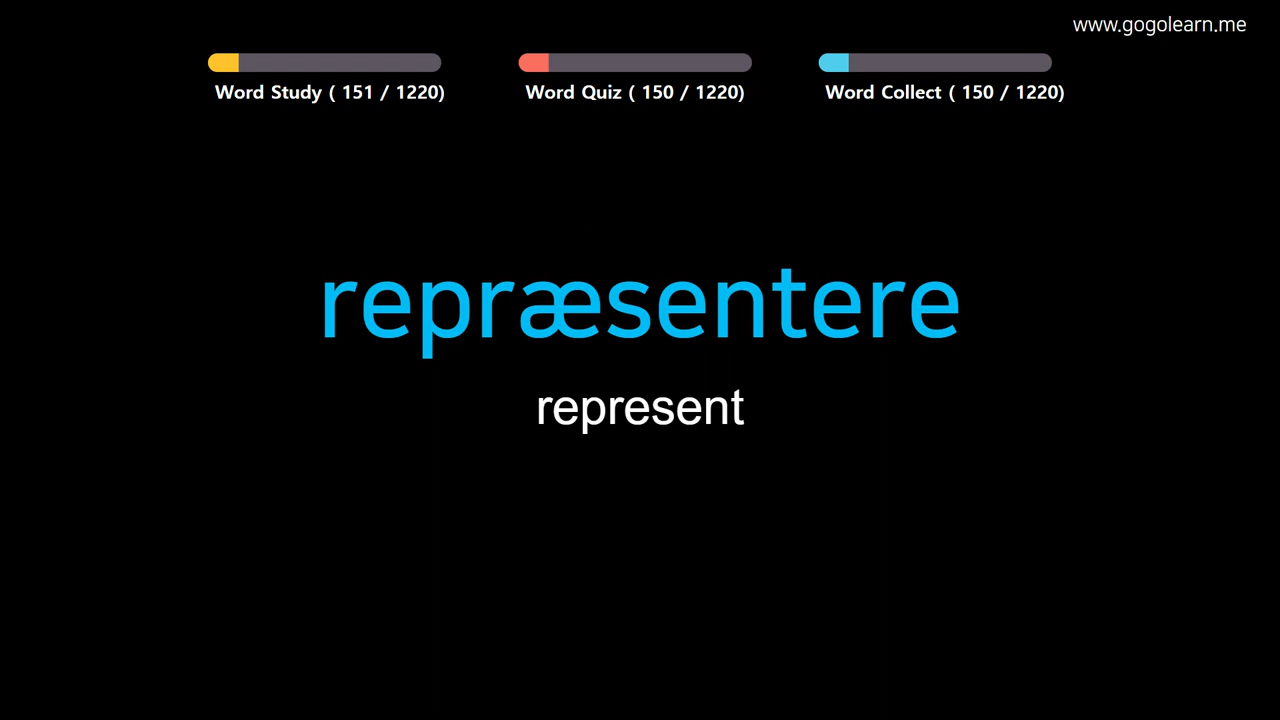 www.gogolearn.me
Word Study ( 151 / 1220)
Word Quiz ( 150 / 1220)
Word Collect ( 150 / 1220)
repræsentere
represent